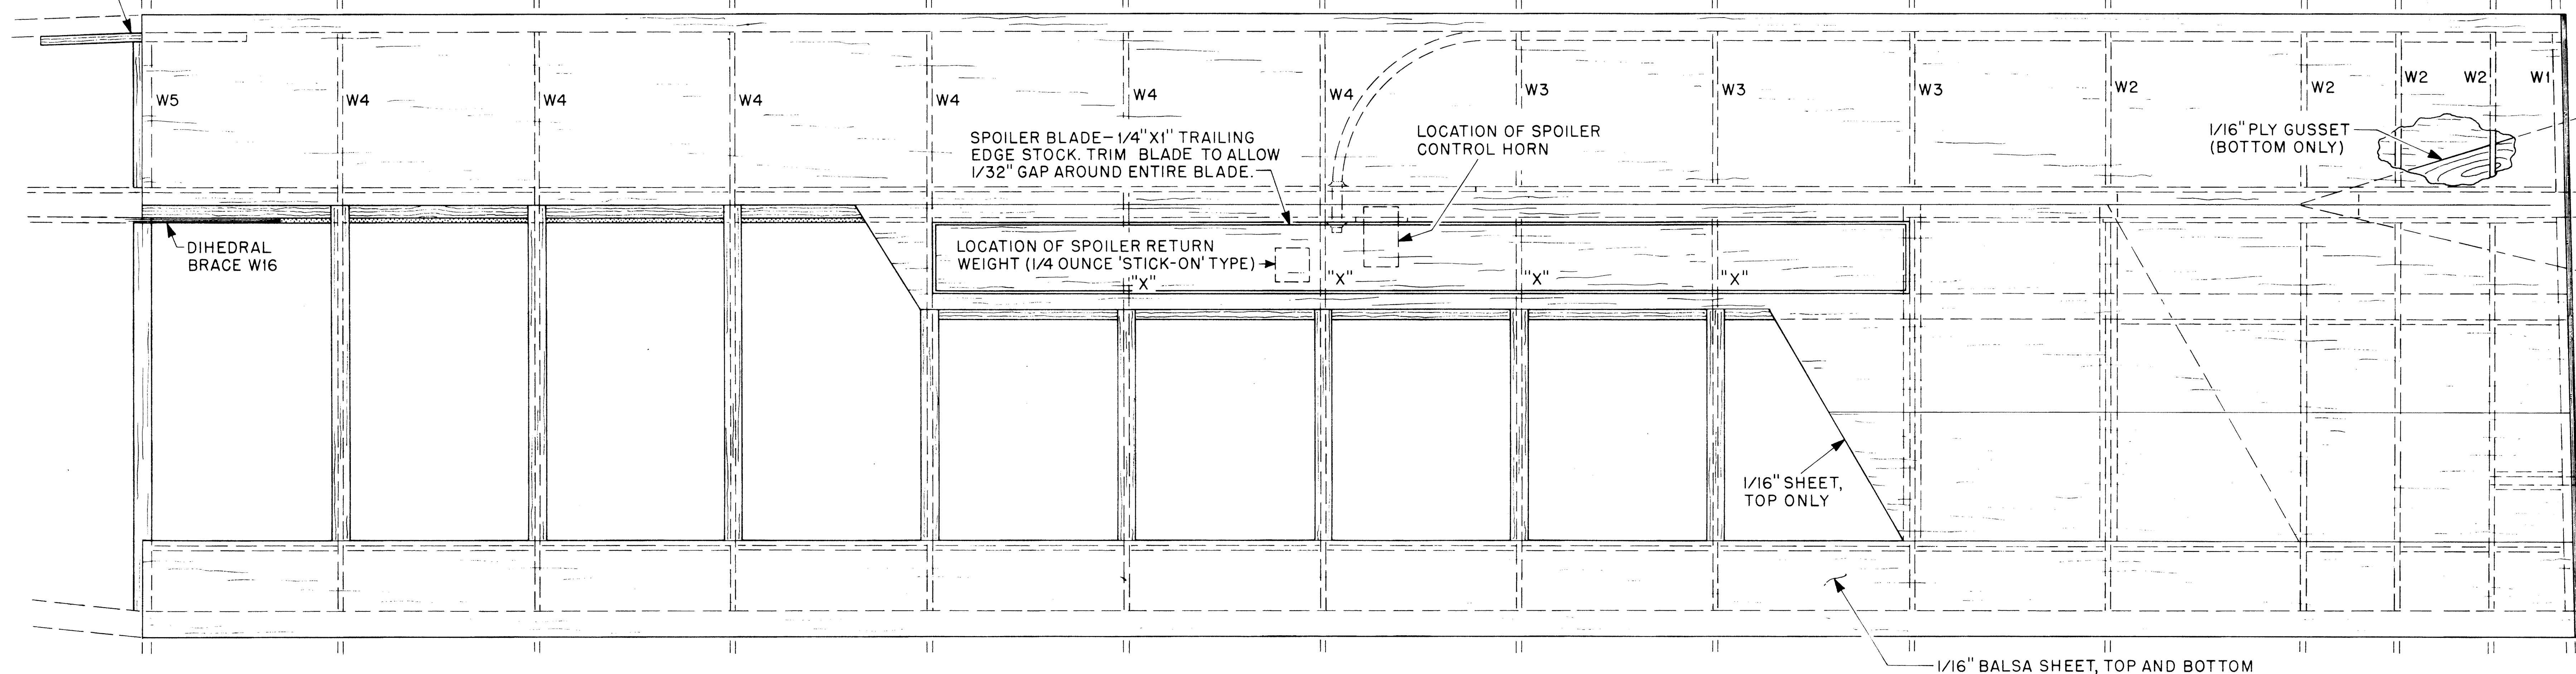 W5
W4
W4
W4
W4
W4
W4
W3
W3
W3
W2
W2
W2
W2
W1
SPOILER BLADE–1/4"X1" TRAILING
EDGE STOCK. TRIM BLADE TO ALLOW
1/32" GAP AROUND ENTIRE BLADE.
LOCATION OF SPOILER
CONTROL HORN
1/16" PLY GUSSET
(BOTTOM ONLY)
DIHEDRAL
BRACE W16
LOCATION OF SPOILER RETURN
WEIGHT (1/4 OUNCE 'STICK-ON' TYPE)
"X"
"X"
"X"
"X"
1/16" SHEET,
TOP ONLY
1/16" BALSA SHEET, TOP AND BOTTOM